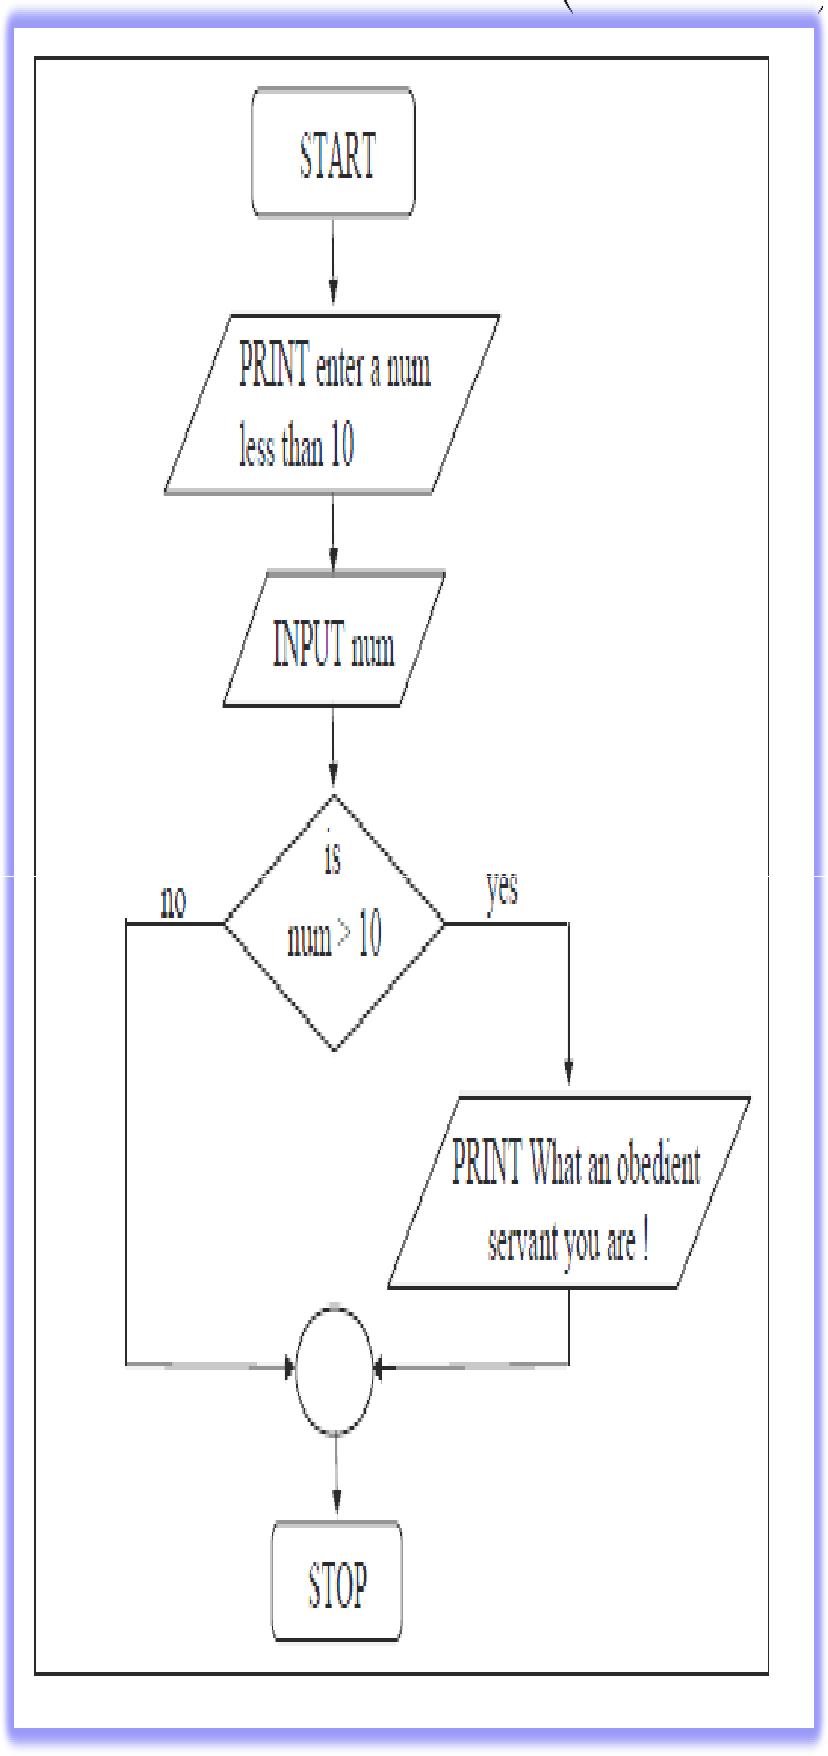 START
PRINT enter a num
less than 10
INPUT num
is
num > 10
no
yes
PRINT What an obedient
servant you are !
STOP